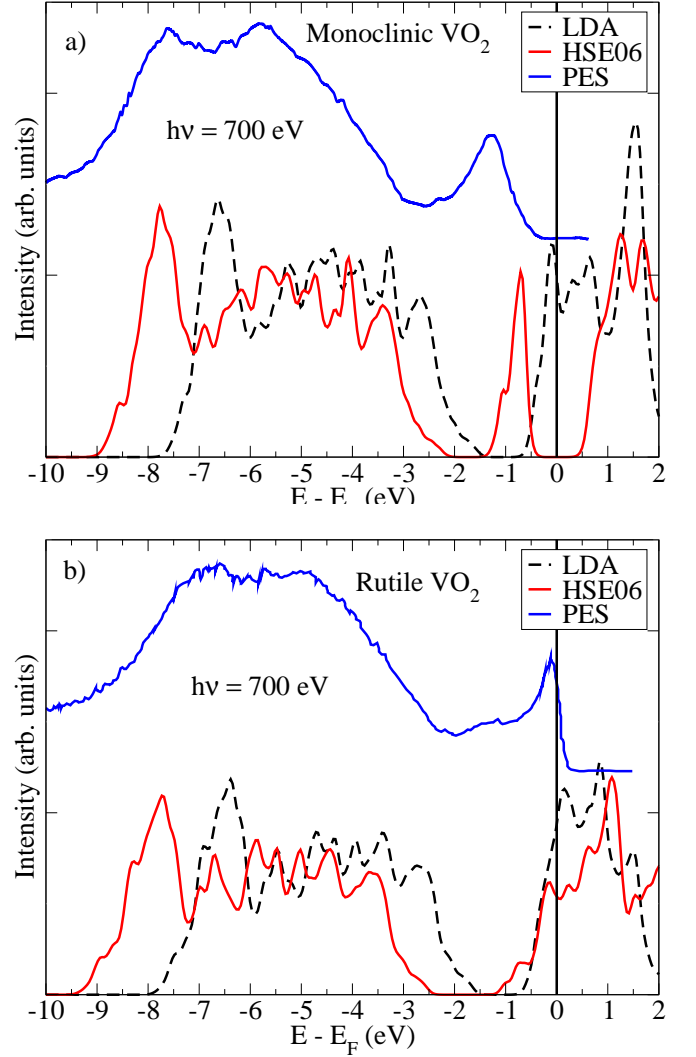 a)
Monoclinic VO2
LDA
HSE06
PES
hν = 700 eV
Intensity (arb. units)
-10 -9 -8 -7 -6 -5 -4 -3 -2 -1 0 1 2
E - E (eV)
b)
Rutile VO2
LDA
HSE06
PES
hν = 700 eV
Intensity (arb. units)
-10 -9 -8 -7 -6 -5 -4 -3 -2 -1 0 1 2
E - EF (eV)